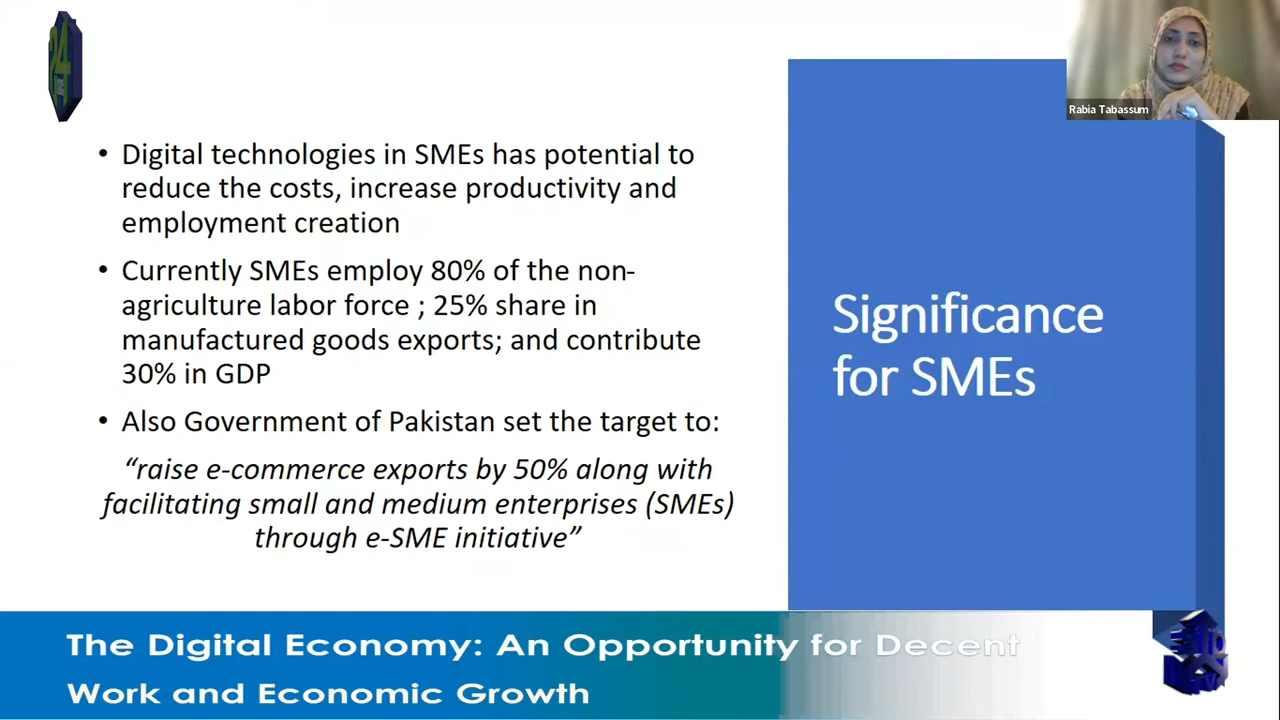 24
Rabia Tabassum
• Digital technologies in SMEs has potential to
reduce the costs, increase productivity and
employment creation
• Currently SMEs employ 80% of the non-
agriculture labor force ; 25% share in
manufactured goods exports; and contribute
30% in GDP
• Also Government of Pakistan set the target to:
“raise e-commerce exports by 50% along with
facilitating small and medium enterprises (SMEs)
through e-SME initiative”
Significance
for SMEs
The Digital Economy: An Opportunity for Decent
Work and Economic Growth